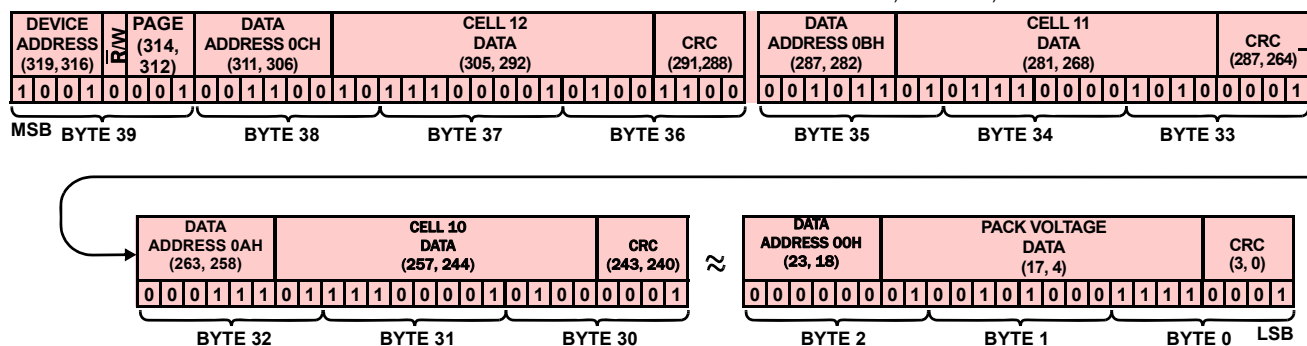 DEVICE ADDRESS (319, 316)
R/W
PAGE (314, 312)
DATA ADDRESS 0CH (311, 306)
CELL 12 DATA (305, 292)
CRC (291,288)
DATA ADDRESS 0BH (287, 282)
CELL 11 DATA (281, 268)
CRC (287, 264)
1 0 0 1 0 0 0 1 0 0 1 1 0 0 1 0 1 1 1 0 0 0 0 1 0 1 0 0 1 1 0 0 0 0 1 0 1 1 0 1 0 1 1 1 0 0 0 0 1 0 1 0 0 0 0 1
MSB BYTE 39 BYTE 38 BYTE 37 BYTE 36 BYTE 35 BYTE 34 BYTE 33
DATA ADDRESS 0AH (263, 258)
CELL 10 DATA (257, 244)
CRC (243, 240)
≈
DATA ADDRESS 00H (23, 18)
PACK VOLTAGE DATA (17, 4)
CRC (3, 0)
0 0 0 1 1 1 0 1 1 1 1 0 0 0 0 1 0 1 0 0 0 0 0 1 0 0 0 0 0 0 0 1 0 0 1 0 1 0 0 0 1 1 1 1 0 0 0 1
BYTE 32 BYTE 31 BYTE 30 BYTE 2 BYTE 1 BYTE 0 LSB